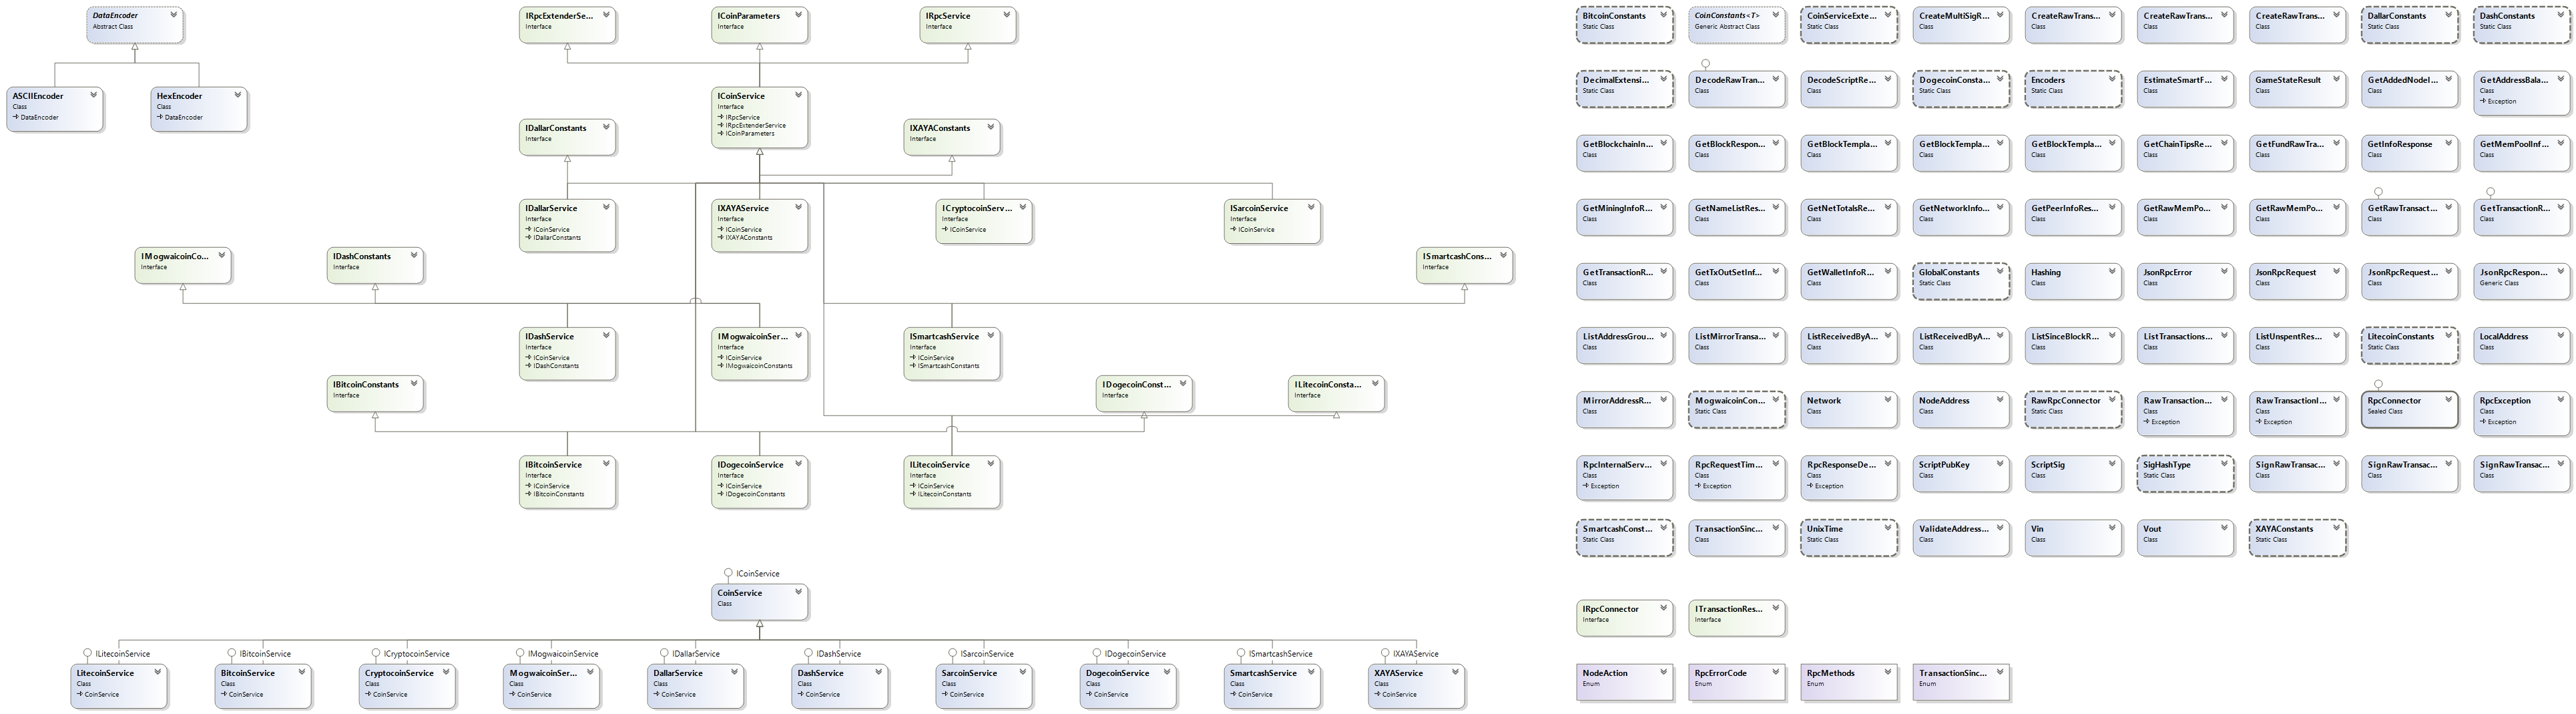 DataEncoder
Abstract Class
ASCIIEncoder
Class
DataEncoder
HexEncoder
Class
DataEncoder
IRpcExtenderSe...
Interface
ICoinParameters
Interface
IRpcService
Interface
ICoinService
Interface
IRpcService
IRpcExtenderService
ICoinParameters
IDallarConstants
Interface
IXAYAConstants
Interface
IDallarService
Interface
ICoinService
IDallarConstants
IXAYAService
Interface
ICoinService
IXAYAConstants
ICryptocoinServ...
Interface
ICoinService
ISarcoinService
Interface
ICoinService
IMogwaicoinCo...
Interface
IDashConstants
Interface
ISmartcashCons...
Interface
IDashService
Interface
ICoinService
IDashConstants
IMogwaicoinSer...
Interface
ICoinService
IMogwaicoinConstants
ISmartcashService
Interface
ICoinService
ISmartcashConstants
IBitcoinConstants
Interface
IDogecoinConst...
Interface
ILitecoinConsta...
Interface
IBitcoinService
Interface
ICoinService
IBitcoinConstants
IDogecoinService
Interface
ICoinService
IDogecoinConstants
ILitecoinService
Interface
ICoinService
ILitecoinConstants
ICoinService
CoinService
Class
ILitecoinService
LitecoinService
Class
CoinService
IBitcoinService
BitcoinService
Class
CoinService
ICryptocoinService
CryptocoinService
Class
CoinService
IMogwaicoinService
MogwaicoinSer...
Class
CoinService
IDallarService
DallarService
Class
CoinService
IDashService
DashService
Class
CoinService
ISarcoinService
SarcoinService
Class
CoinService
IDogecoinService
DogecoinService
Class
CoinService
ISmartcashService
SmartcashService
Class
CoinService
IXAYAService
XAYAService
Class
CoinService
BitcoinConstants
Static Class
CoinConstants<T>
Generic Abstract Class
CoinServiceExte...
Static Class
CreateMultiSigR...
Class
CreateRawTrans...
Class
CreateRawTrans...
Class
CreateRawTrans...
Class
DallarConstants
Static Class
DashConstants
Static Class
DecimalExtensi...
Static Class
DecodeRawTran...
Class
DecodeScriptRe...
Class
DogecoinConsta...
Static Class
Encoders
Static Class
EstimateSmartF...
Class
GameStateResult
Class
GetAddedNodeI...
Class
GetAddressBala...
Class
Exception
GetBlockchainIn...
Class
GetBlockRespon...
Class
GetBlockTempla...
Class
GetBlockTempla...
Class
GetBlockTempla...
Class
GetChainTipsRe...
Class
GetFundRawTra...
Class
GetInfoResponse
Class
GetMemPoolInf...
Class
GetMiningInfoR...
Class
GetNameListRes...
Class
GetNetTotalsRe...
Class
GetNetworkInfo...
Class
GetPeerInfoRes...
Class
GetRawMemPo...
Class
GetRawMemPo...
Class
GetRawTransact...
Class
GetTransactionR...
Class
GetTransactionR...
Class
GetTxOutSetInf...
Class
GetWalletInfoR...
Class
GlobalConstants
Static Class
Hashing
Class
JsonRpcError
Class
JsonRpcRequest
Class
JsonRpcRequest...
Class
JsonRpcRespon...
Generic Class
ListAddressGrou...
Class
ListMirrorTransa...
Class
ListReceivedByA...
Class
ListReceivedByA...
Class
ListSinceBlockR...
Class
ListTransactions...
Class
ListUnspentRes...
Class
LitecoinConstants
Static Class
LocalAddress
Class
MirrorAddressR...
Class
MogwaicoinCon...
Static Class
Network
Class
NodeAddress
Class
RawRpcConnector
Static Class
RawTransaction...
Class
Exception
RawTransactionI...
Class
Exception
RpcConnector
Sealed Class
RpcException
Class
Exception
RpcInternalServ...
Class
Exception
RpcRequestTim...
Class
Exception
RpcResponseDe...
Class
Exception
ScriptPubKey
Class
ScriptSig
Class
SigHashType
Static Class
SignRawTransac...
Class
SignRawTransac...
Class
SignRawTransac...
Class
SmartcashConst...
Static Class
TransactionSinc...
Class
UnixTime
Static Class
ValidateAddress...
Class
Vin
Class
Vout
Class
XAYAConstants
Static Class
IRpcConnector
Interface
ITransactionRes...
Interface
NodeAction
Enum
RpcErrorCode
Enum
RpcMethods
Enum
TransactionSinc...
Enum